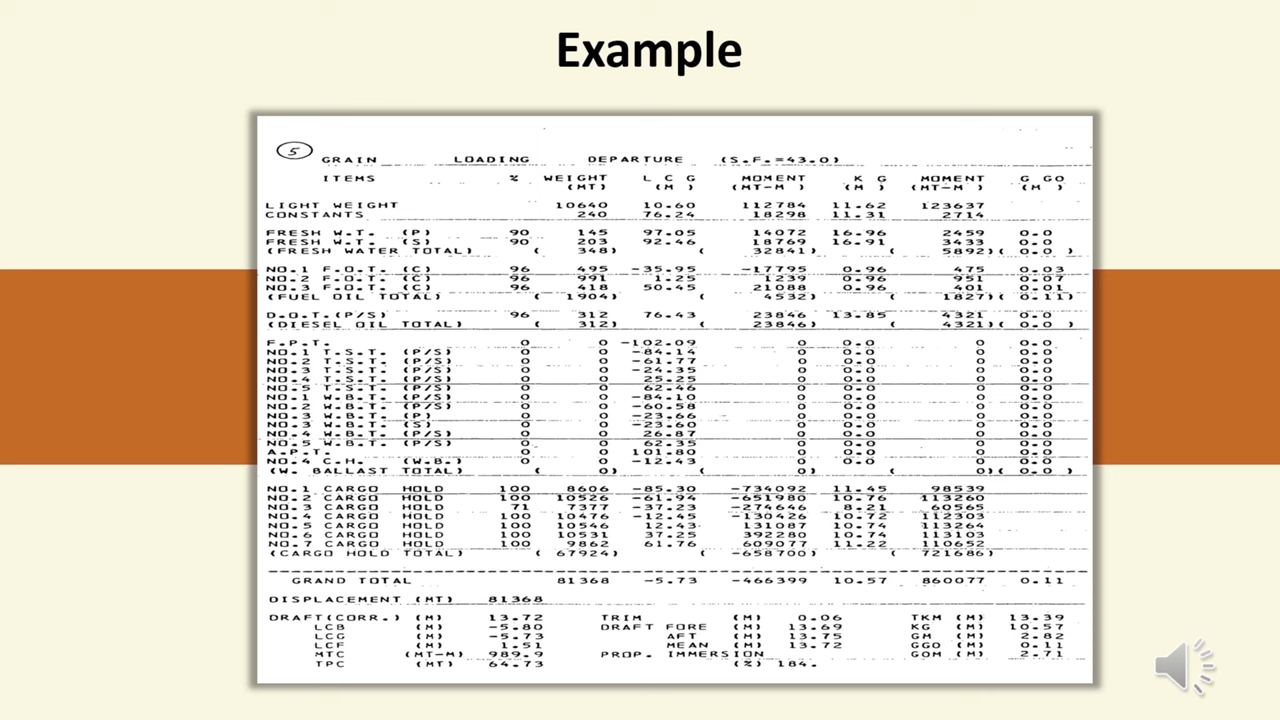 Example
5
GRAIN LOADING DEPARTURE (S.F.=43.0)
ITEMS % WEIGHT L C G MOMENT K G MOMENT G GO
(MT) (M ) (MT-M ) (M ) (MT-M ) (M )
LIGHT WEIGHT 10640 10.60 112784 11.62 123637
CONSTANTS 240 76.24 18298 11.31 2714
FRESH W.T. (P) 90 145 97.05 14072 16.96 2459 0.0
FRESH W.T. (S) 90 203 92.46 18769 16.91 3433 0.0
(FRESH WATER TOTAL) ( 348) ( 32841) ( 5892)( 0.0 )
NO.1 F.O.T. (C) 96 495 -35.95 -17795 0.96 475 0.03
NO.2 F.O.T. (C) 96 991 1.25 1239 0.96 951 0.07
NO.3 F.O.T. (C) 96 418 50.45 21088 0.96 401 0.01
(FUEL OIL TOTAL) ( 1904) ( 4532) ( 1827)( 0.11)
D.O.T.(P/S) 96 312 76.43 23846 13.85 4321 0.0
(DIESEL OIL TOTAL) ( 312) ( 23846) ( 4321)( 0.0 )
F.P.T. 0 0 -102.09 0 0.0 0 0.0
NO.1 T.S.T. (P/S) 0 0 -84.14 0 0.0 0 0.0
NO.2 T.S.T. (P/S) 0 0 -61.77 0 0.0 0 0.0
NO.3 T.S.T. (P/S) 0 0 -24.35 0 0.0 0 0.0
NO.4 T.S.T. (P/S) 0 0 25.25 0 0.0 0 0.0
NO.5 T.S.T. (P/S) 0 0 62.46 0 0.0 0 0.0
NO.1 W.B.T. (P/S) 0 0 -84.10 0 0.0 0 0.0
NO.2 W.B.T. (P/S) 0 0 -60.58 0 0.0 0 0.0
NO.3 W.B.T. (P) 0 0 -23.66 0 0.0 0 0.0
NO.3 W.B.T. (S) 0 0 -23.60 0 0.0 0 0.0
NO.4 W.B.T. (P/S) 0 0 26.87 0 0.0 0 0.0
NO.5 W.B.T. (P/S) 0 0 62.35 0 0.0 0 0.0
A.P.T. 0 0 101.80 0 0.0 0 0.0
NO.4 C.H. (W.B.) 0 0 -12.43 0 0.0 0 0.0
(W. BALLAST TOTAL) ( 0) ( 0) ( 0)( 0.0 )
NO.1 CARGO HOLD 100 8606 -85.30 -734092 11.45 98539
NO.2 CARGO HOLD 100 10526 -61.94 -651980 10.76 113260
NO.3 CARGO HOLD 71 7377 -37.23 -274646 8.21 60565
NO.4 CARGO HOLD 100 10476 -12.45 -130426 10.72 112303
NO.5 CARGO HOLD 100 10546 12.43 131087 10.74 113264
NO.6 CARGO HOLD 100 10531 37.25 392280 10.74 113103
NO.7 CARGO HOLD 100 9862 61.76 609077 11.22 110652
(CARGO HOLD TOTAL) ( 67924) ( -658700) ( 721686)
GRAND TOTAL 81368 -5.73 -466399 10.57 860077 0.11
DISPLACEMENT (MT) 81368
DRAFT(CORR.) (M) 13.72 TRIM (M) 0.06 TKM (M) 13.39
LCB (M) -5.80 DRAFT FORE (M) 13.69 KG (M) 10.57
LCG (M) -5.73 AFT (M) 13.75 GM (M) 2.82
LCF (M) 1.51 MEAN (M) 13.72 GGO (M) 0.11
MTC (MT-M) 989.9 PROP. IMMERSION GOM (M) 2.71
TPC (MT) 64.73 (%) 184.